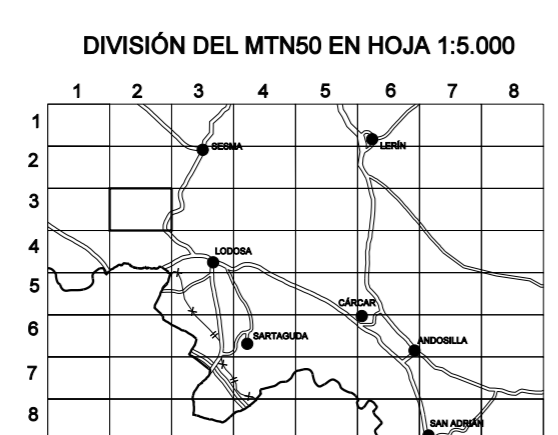 DIVISIÓN DEL MTN50 EN HOJA 1:5.000
1 2 3 4 5 6 7 8
1
2
3
4
5
6
7
8
SESMA
LERÍN
LODOSA
CÁRCAR
SARTAGUDA
ANDOSILLA
SAN ADRIÁN